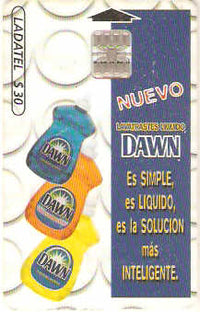 LADATEL $30
NUEVO
LAVATRASTES LIQUIDO
DAWN
Es SIMPLE,
es LIQUIDO,
es la SOLUCION
más
INTELIGENTE.
DAWN
DAWN
DAWN